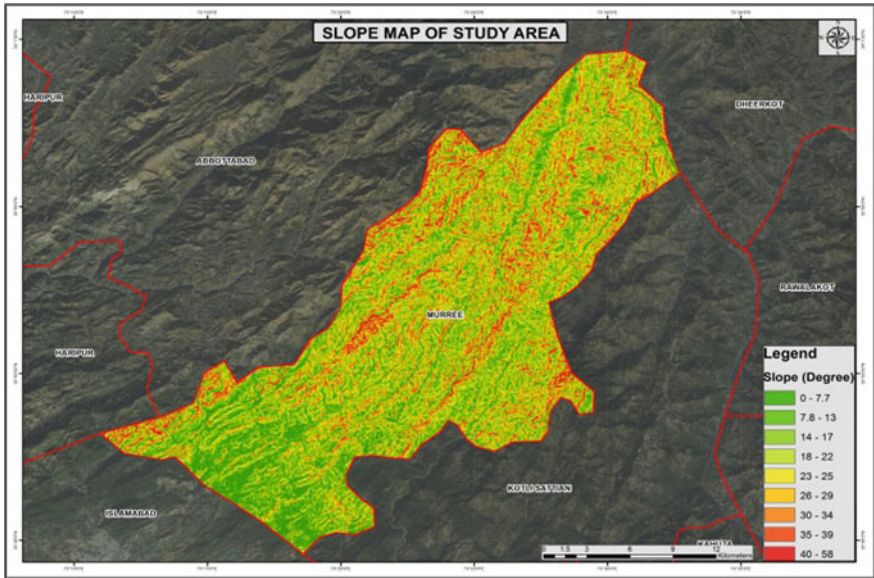 SLOPE MAP OF STUDY AREA
HARIPUR
DHEERKOT
ABBOTTABAD
RAWALAKOT
MURREE
HARIPUR
KOTLI SATTIAN
ISLAMABAD
KAHUTA
Legend
Slope (Degree)
0 - 7.7
7.8 - 13
14 - 17
18 - 22
23 - 25
26 - 29
30 - 34
35 - 39
40 - 58
0 1.5 3 6 9 12
Kilometers